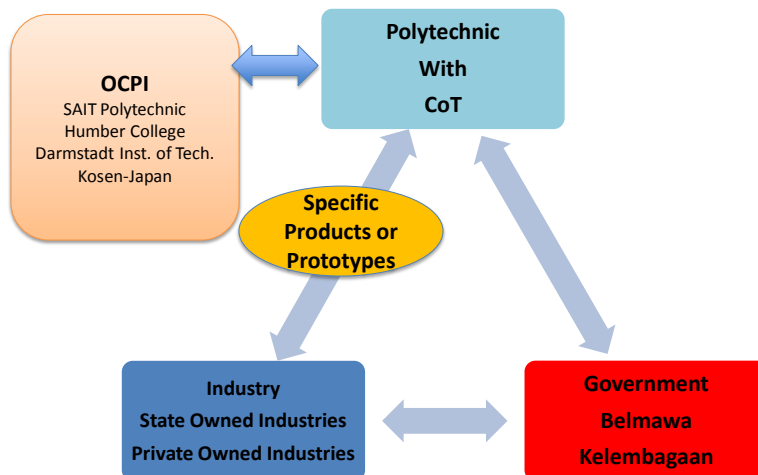 OCPI
SAIT Polytechnic
Humber College
Darmstadt Inst. of Tech.
Kosen-Japan
Polytechnic
With
CoT
Specific
Products or
Prototypes
Industry
State Owned Industries
Private Owned Industries
Government
Belmawa
Kelembagaan